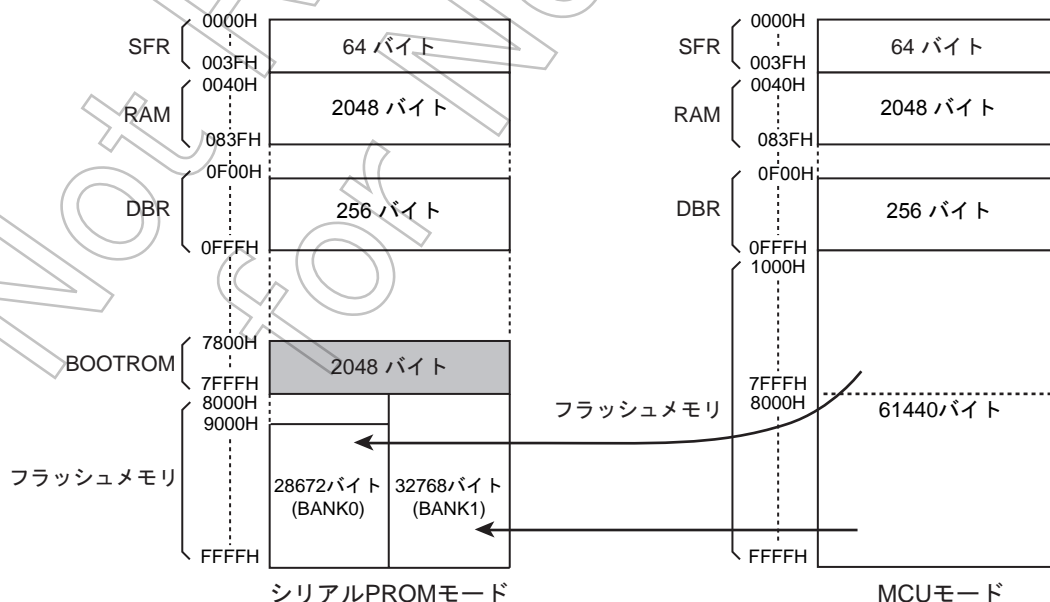 0000H
SFR
64 バイト
003FH
0040H
RAM
2048 バイト
083FH
0F00H
DBR
256 バイト
0FFFH
7800H
BOOTROM
2048 バイト
7FFFH
8000H
9000H
フラッシュメモリ
28672バイト
(BANK0)
32768バイト
(BANK1)
FFFFH
シリアルPROMモード
0000H
SFR
64 バイト
003FH
0040H
RAM
2048 バイト
083FH
0F00H
DBR
256 バイト
0FFFH
1000H
フラッシュメモリ
7FFFH
8000H
61440バイト
FFFFH
MCUモード